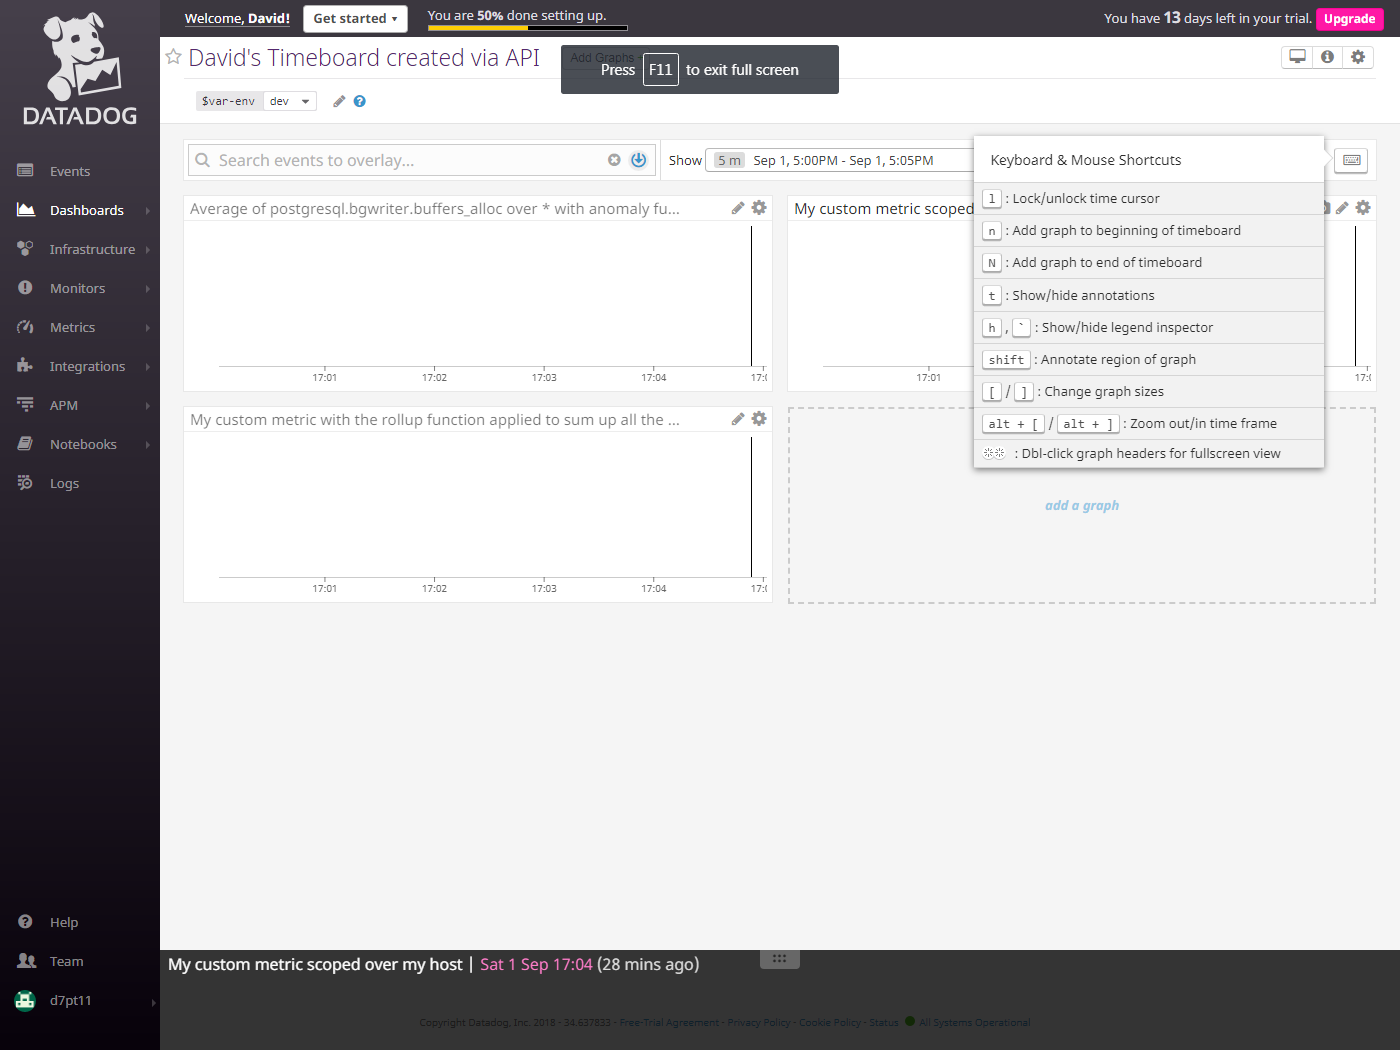 Welcome, David!
Get started ▾
You are 50% done setting up.
You have 13 days left in your trial.
Upgrade
DATADOG
David's Timeboard created via API
Add Graphs
Press F11 to exit full screen
$var-env dev
Events
Dashboards
Infrastructure
Monitors
Metrics
Integrations
APM
Notebooks
Logs
Help
Team
d7pt11
Search events to overlay...
Show 5 m Sep 1, 5:00PM - Sep 1, 5:05PM
Keyboard & Mouse Shortcuts
l : Lock/unlock time cursor
n : Add graph to beginning of timeboard
N : Add graph to end of timeboard
t : Show/hide annotations
h , ` : Show/hide legend inspector
shift : Annotate region of graph
[ / ] : Change graph sizes
alt + [ / alt + ] : Zoom out/in time frame
: Dbl-click graph headers for fullscreen view
Average of postgresql.bgwriter.buffers_alloc over * with anomaly fu...
17:01 17:02 17:03 17:04
My custom metric scoped
17:01
My custom metric with the rollup function applied to sum up all the ...
17:01 17:02 17:03 17:04
add a graph
My custom metric scoped over my host | Sat 1 Sep 17:04 (28 mins ago)
Copyright Datadog, Inc. 2018 - 34.637833 - Free-Trial Agreement - Privacy Policy - Cookie Policy - Status All Systems Operational